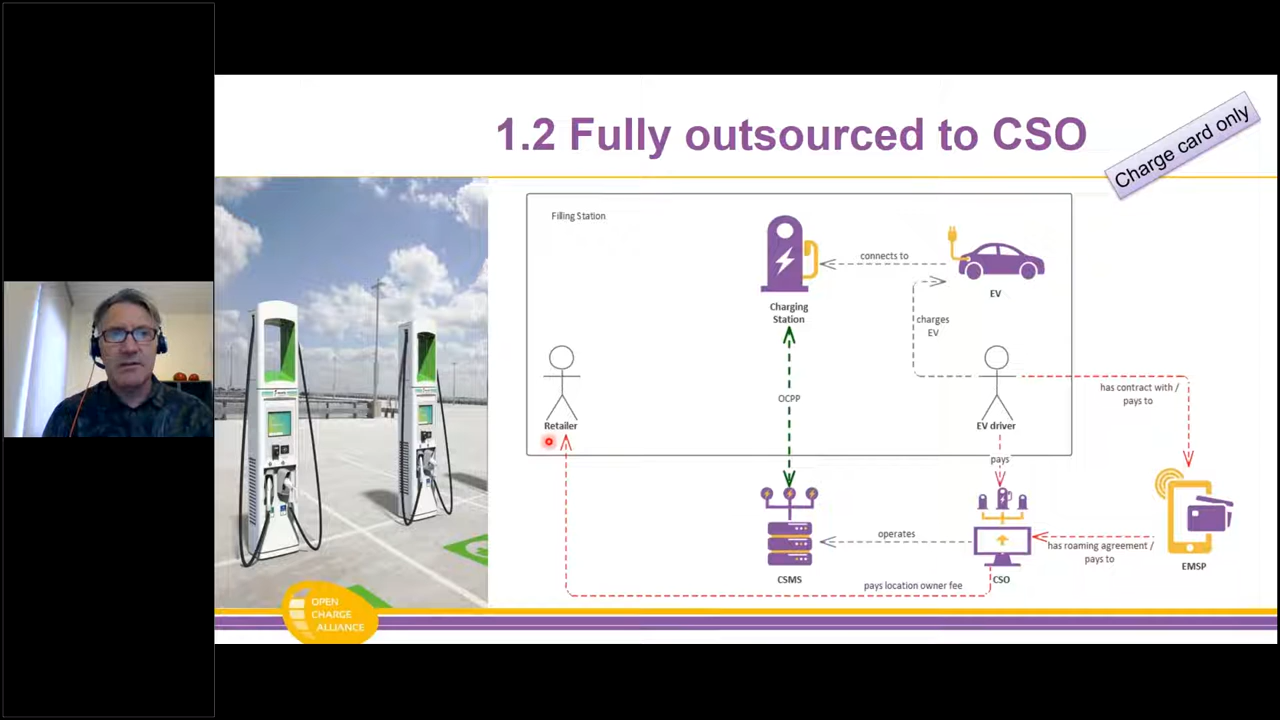 1.2 Fully outsourced to CSO
Charge card only
Filling Station
connects to
Charging
Station
EV
charges
EV
OCPP
Retailer
EV driver
has contract with /
pays to
pays
operates
has roaming agreement /
pays to
CSMS
CSO
EMSP
pays location owner fee
OPEN
CHARGE
ALLIANCE